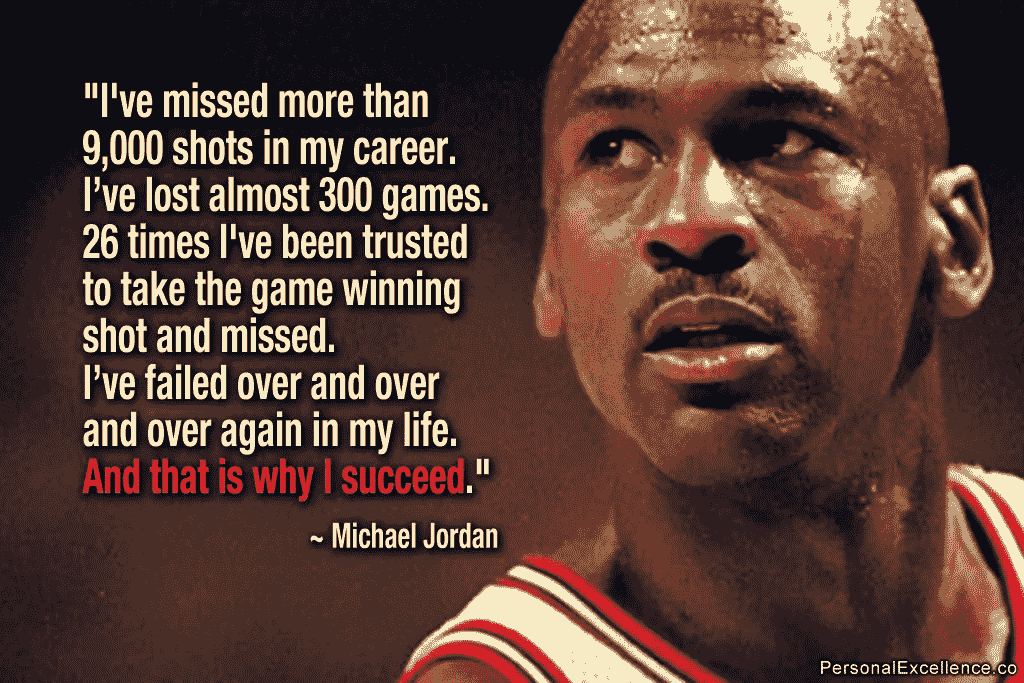 "I've missed more than
9,000 shots in my career.
I’ve lost almost 300 games.
26 times I've been trusted
to take the game winning
shot and missed.
I’ve failed over and over
and over again in my life.
And that is why I succeed."
~ Michael Jordan
PersonalExcellence.co